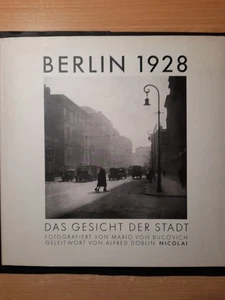 BERLIN 1928
DAS GESICHT DER STADT
FOTOGRAFIERT VON MARIO VON BUCOVICH
GELEITWORT VON ALFRED DÖBLIN NICOLAI